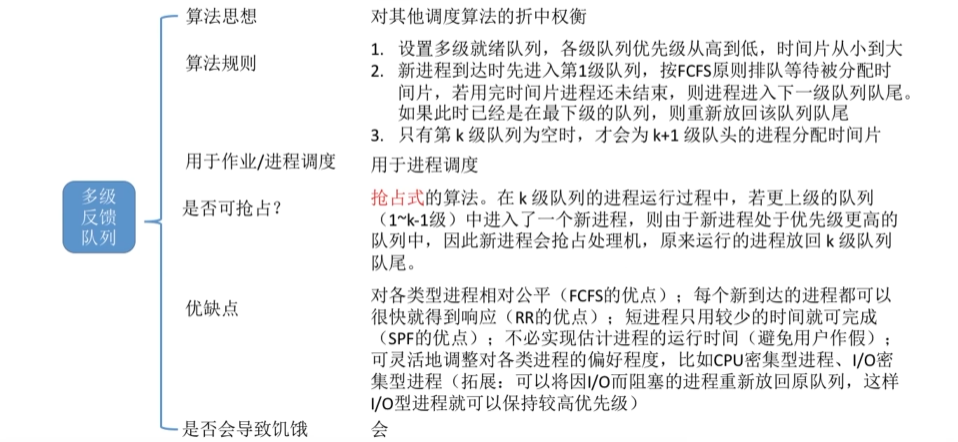 多级
反馈
队列
算法思想
对其他调度算法的折中权衡
算法规则
1. 设置多级就绪队列，各级队列优先级从高到低，时间片从小到大
2. 新进程到达时先进入第1级队列，按FCFS原则排队等待被分配时
间片，若用完时间片进程还未结束，则进程进入下一级队列队尾。
如果此时已经是在最下级的队列，则重新放回该队列队尾
3. 只有第 k 级队列为空时，才会为 k+1 级队头的进程分配时间片
用于作业/进程调度
用于进程调度
是否可抢占？
抢占式的算法。在 k 级队列的进程运行过程中，若更上级的队列
（1~k-1级）中进入了一个新进程，则由于新进程处于优先级更高的
队列中，因此新进程会抢占处理机，原来运行的进程放回 k 级队列
队尾。
优缺点
对各类型进程相对公平（FCFS的优点）；每个新到达的进程都可以
很快就得到响应（RR的优点）；短进程只用较少的时间就可完成
（SPF的优点）；不必实现估计进程的运行时间（避免用户作假）；
可灵活地调整对各类进程的偏好程度，比如CPU密集型进程、I/O密
集型进程（拓展：可以将因I/O而阻塞的进程重新放回原队列，这样
I/O型进程就可以保持较高优先级）
是否会导致饥饿
会